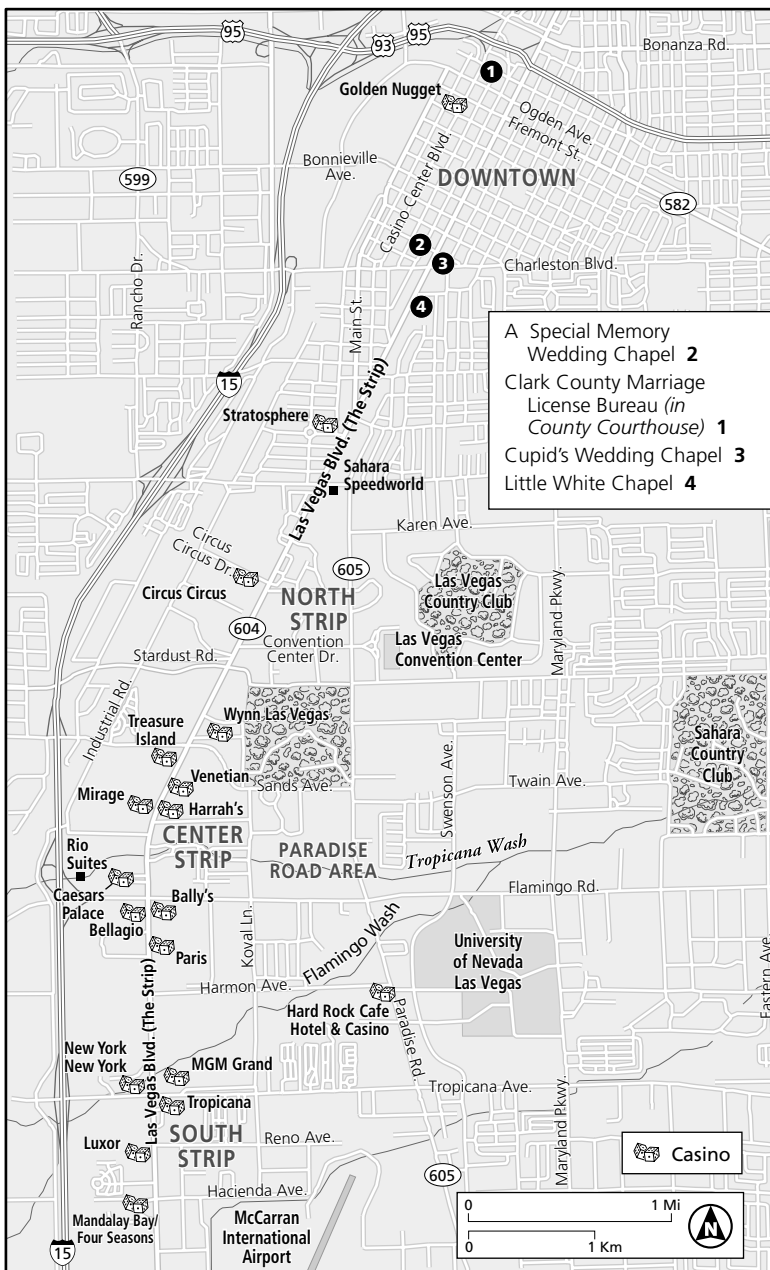 95
93
95
Bonanza Rd.
1
Golden Nugget
Ogden Ave.
Fremont St.
Bonnieville
Ave.
599
Casino Center Blvd.
DOWNTOWN
582
Rancho Dr.
2
3
Charleston Blvd.
4
Main St.
15
A Special Memory
Wedding Chapel 2
Clark County Marriage
License Bureau (in
County Courthouse) 1
Cupid's Wedding Chapel 3
Little White Chapel 4
Las Vegas Blvd. (The Strip)
Stratosphere
Sahara
Speedworld
Karen Ave.
Circus
Circus Dr.
Circus Circus
605
NORTH
STRIP
Las Vegas
Country Club
Maryland Pkwy.
604
Convention
Center Dr.
Las Vegas
Convention Center
Stardust Rd.
Industrial Rd.
Wynn Las Vegas
Treasure
Island
Sahara
Country
Club
Venetian
Sands Ave.
Swenson Ave.
Twain Ave.
Mirage
Harrah's
CENTER
STRIP
PARADISE
ROAD AREA
Tropicana Wash
Rio
Suites
Caesars
Palace
Bally's
Flamingo Rd.
Bellagio
Koval Ln.
Paris
Flamingo Wash
University
of Nevada
Las Vegas
Eastern Ave.
Las Vegas Blvd. (The Strip)
Harmon Ave.
Hard Rock Cafe
Hotel & Casino
Paradise Rd.
New York
New York
MGM Grand
Tropicana Ave.
Maryland Pkwy.
Tropicana
Luxor
SOUTH
STRIP
Reno Ave.
Casino
605
Hacienda Ave.
Mandalay Bay/
Four Seasons
McCarran
International
Airport
15
0
1 Mi
0
1 Km
N